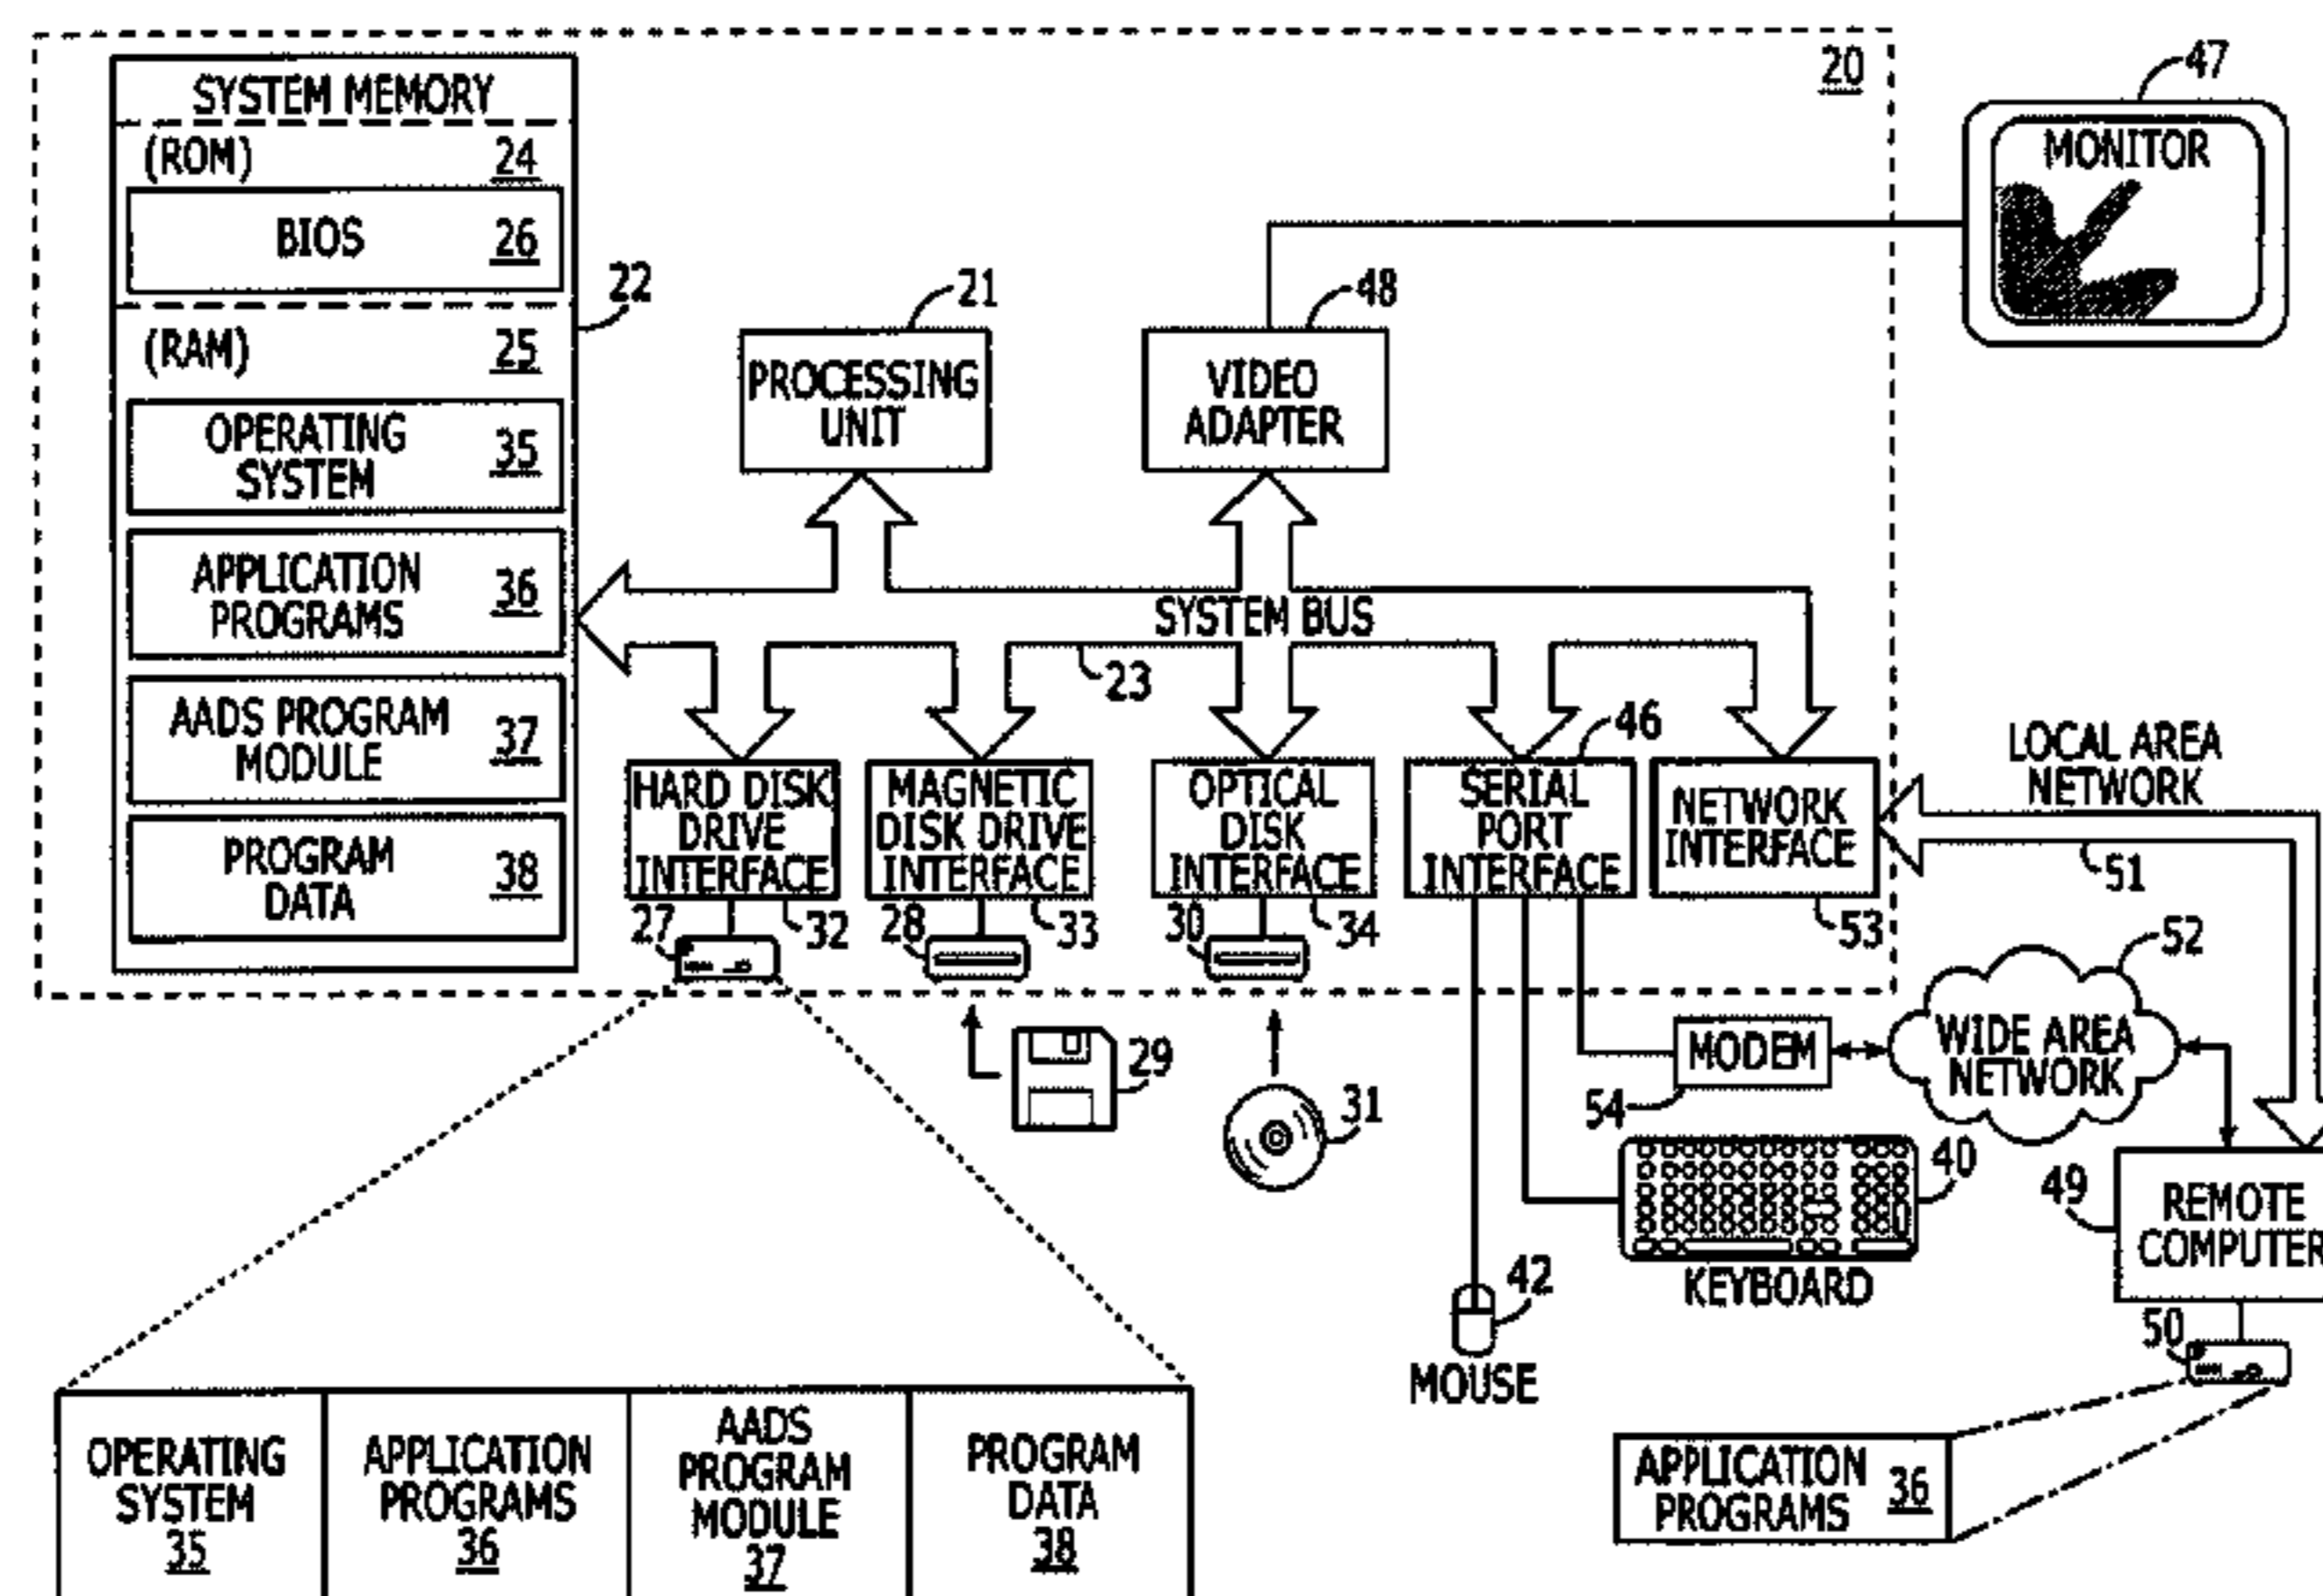 20
47
SYSTEM MEMORY
(ROM) 24
BIOS 26
22
(RAM) 25
OPERATING
SYSTEM
35
APPLICATION
PROGRAMS
36
AADS PROGRAM
MODULE
37
PROGRAM
DATA
38
21
PROCESSING
UNIT
48
VIDEO
ADAPTER
MONITOR
SYSTEM BUS
23
HARD DISK
DRIVE
INTERFACE
27
32
MAGNETIC
DISK DRIVE
INTERFACE
28
33
OPTICAL
DISK
INTERFACE
30
34
46
SERIAL
PORT
INTERFACE
NETWORK
INTERFACE
53
LOCAL AREA
NETWORK
51
52
WIDE AREA
NETWORK
MODEM
54
29
31
40
KEYBOARD
42
MOUSE
49
REMOTE
COMPUTER
50
APPLICATION
PROGRAMS
36
OPERATING
SYSTEM
35
APPLICATION
PROGRAMS
36
AADS
PROGRAM
MODULE
37
PROGRAM
DATA
38